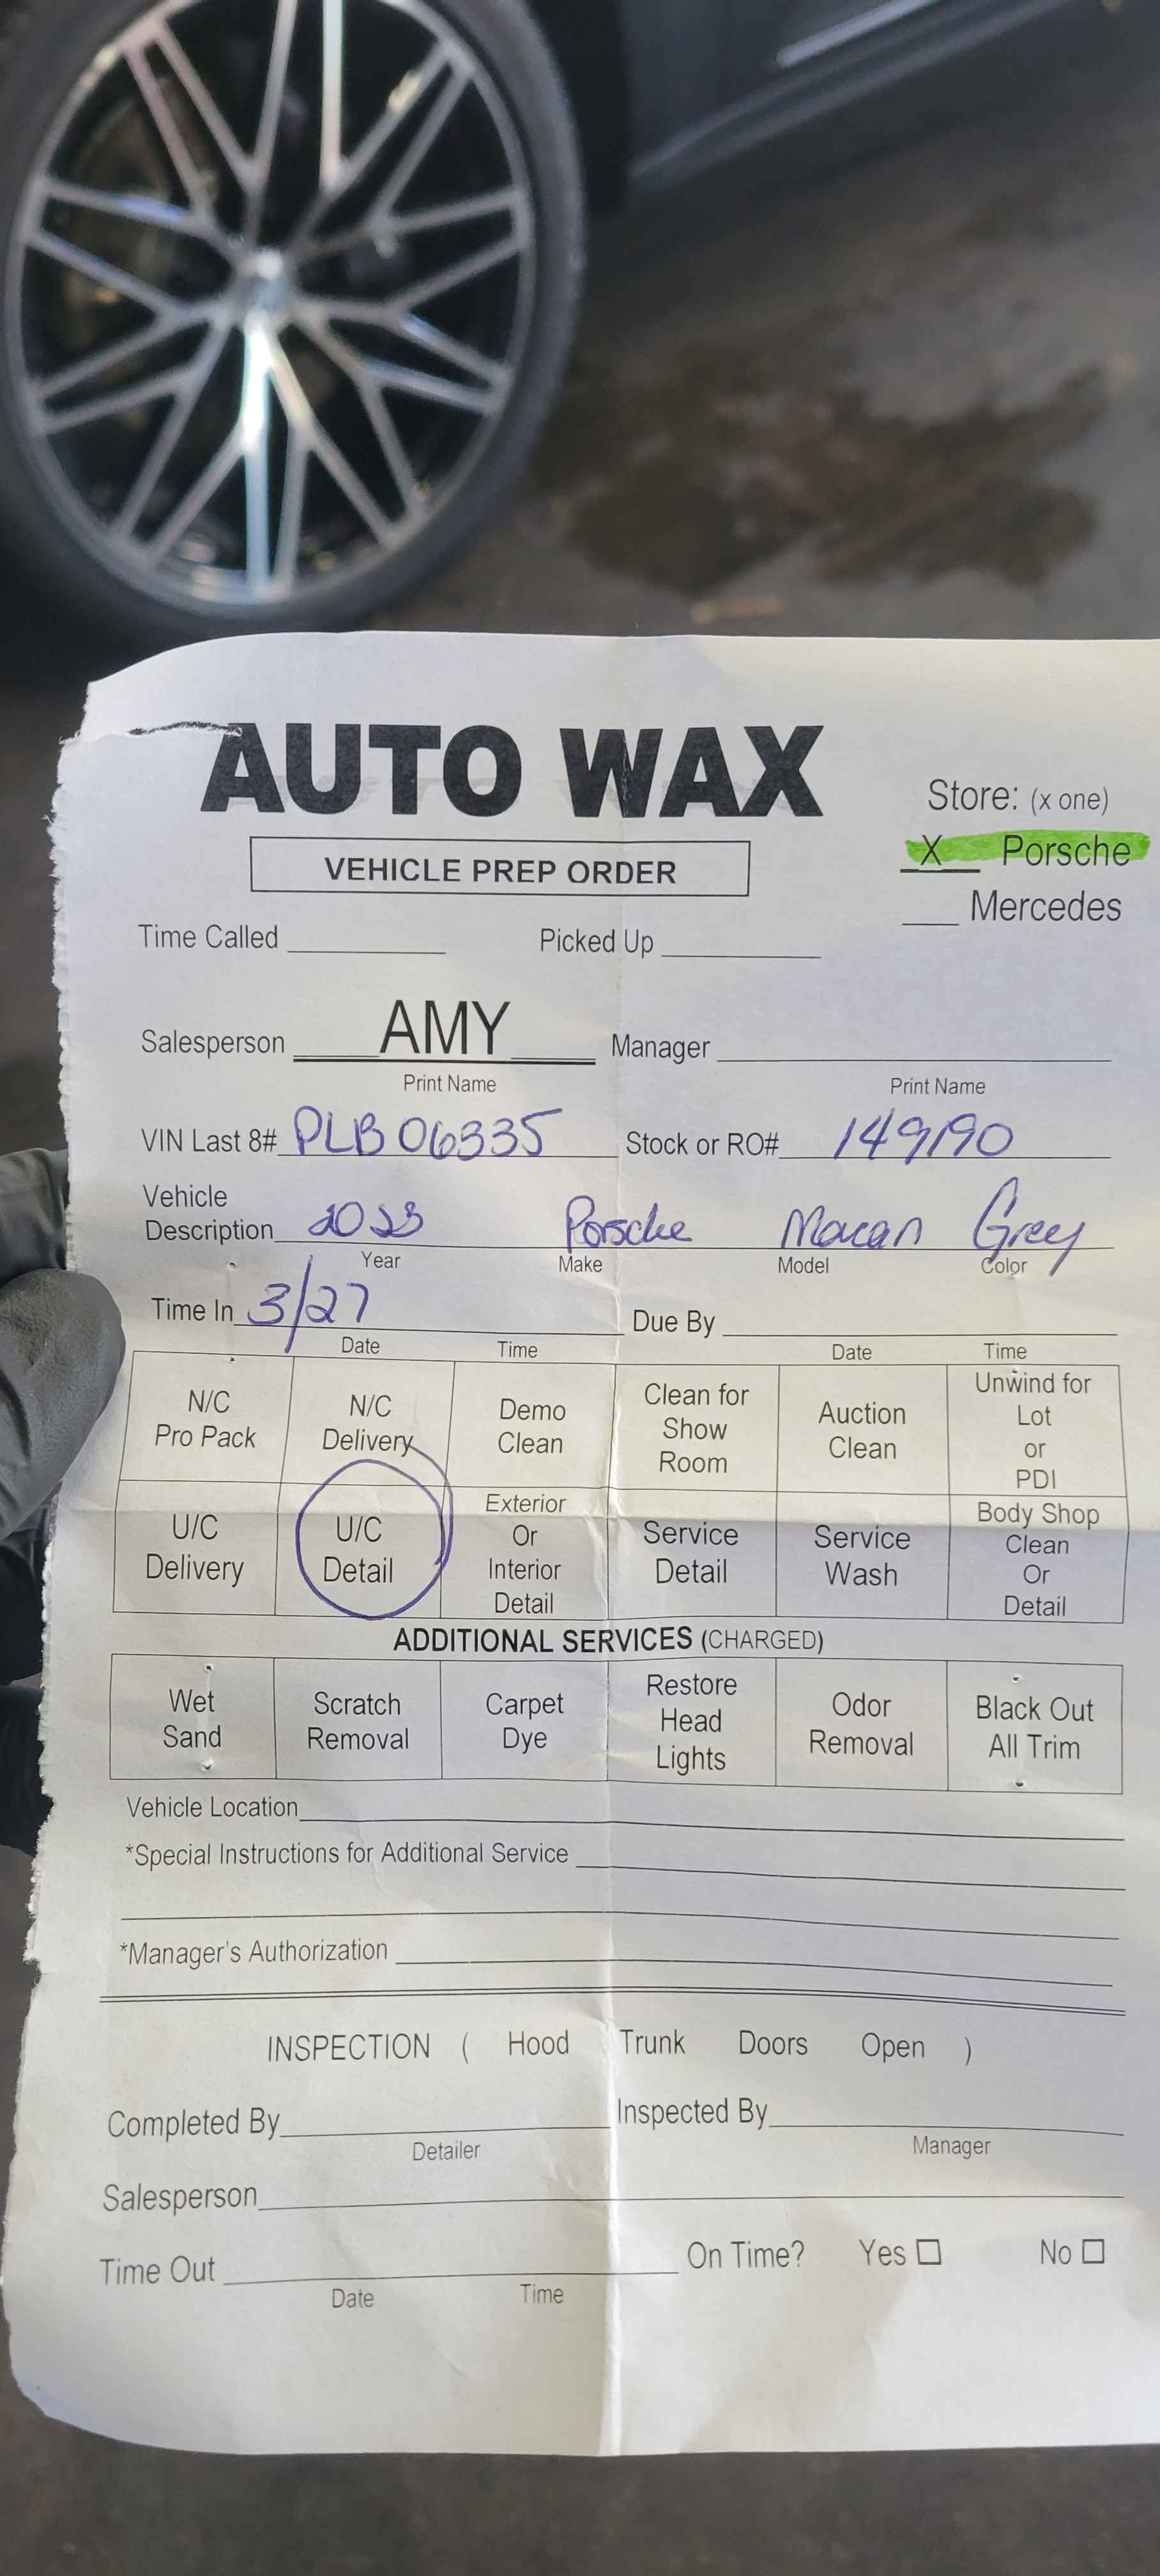 AUTO WAX
Store: (x one)
VEHICLE PREP ORDER
X Porsche
Mercedes
Time Called Picked Up
Salesperson AMY Manager
Print Name Print Name
VIN Last 8# PLB06335 Stock or RO# 149190
Vehicle
Description 2023 Porsche Macan Grey
Year Make Model Color
Time In 3/27 Due By
Date Time Date Time
N/C Pro Pack
N/C Delivery
Demo Clean
Clean for Show Room
Auction Clean
Unwind for Lot or PDI
U/C Delivery
U/C Detail
Exterior Or Interior Detail
Service Detail
Service Wash
Body Shop Clean Or Detail
ADDITIONAL SERVICES (CHARGED)
Wet Sand
Scratch Removal
Carpet Dye
Restore Head Lights
Odor Removal
Black Out All Trim
Vehicle Location
*Special Instructions for Additional Service
*Manager's Authorization
INSPECTION ( Hood Trunk Doors Open )
Completed By Inspected By
Detailer Manager
Salesperson
Time Out On Time? Yes □ No □
Date Time